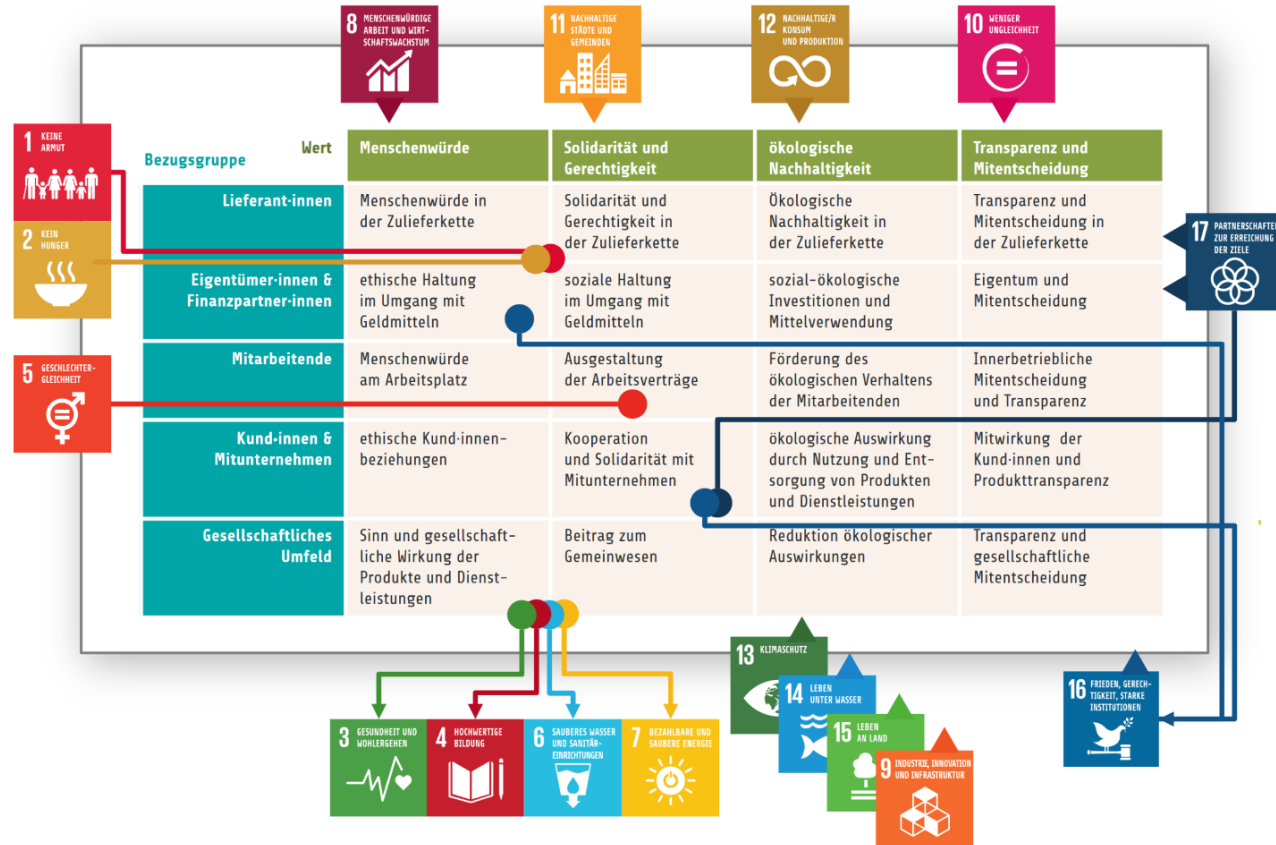 8 MENSCHENWÜRDIGE
ARBEIT UND WIRT-
SCHAFTSWACHSTUM
11 NACHHALTIGE
STÄDTE UND
GEMEINDEN
12 NACHHALTIGE/R
KONSUM
UND PRODUKTION
10 WENIGER
UNGLEICHHEIT
1 KEINE
ARMUT
2 KEIN
HUNGER
5 GESCHLECHTER-
GLEICHHEIT
17 PARTNERSCHAFTEN
ZUR ERREICHUNG
DER ZIELE
Wert
Bezugsgruppe
Menschenwürde
Solidarität und
Gerechtigkeit
ökologische
Nachhaltigkeit
Transparenz und
Mitentscheidung
Lieferant·innen
Menschenwürde in
der Zulieferkette
Solidarität und
Gerechtigkeit in
der Zulieferkette
Ökologische
Nachhaltigkeit in
der Zulieferkette
Transparenz und
Mitentscheidung in
der Zulieferkette
Eigentümer·innen &
Finanzpartner·innen
ethische Haltung
im Umgang mit
Geldmitteln
soziale Haltung
im Umgang mit
Geldmitteln
sozial-ökologische
Investitionen und
Mittelverwendung
Eigentum und
Mitentscheidung
Mitarbeitende
Menschenwürde
am Arbeitsplatz
Ausgestaltung
der Arbeitsverträge
Förderung des
ökologischen Verhaltens
der Mitarbeitenden
Innerbetriebliche
Mitentscheidung
und Transparenz
Kund·innen &
Mitunternehmen
ethische Kund·innen-
beziehungen
Kooperation
und Solidarität mit
Mitunternehmen
ökologische Auswirkung
durch Nutzung und Ent-
sorgung von Produkten
und Dienstleistungen
Mitwirkung der
Kund·innen und
Produkttransparenz
Gesellschaftliches
Umfeld
Sinn und gesellschaft-
liche Wirkung der
Produkte und Dienst-
leistungen
Beitrag zum
Gemeinwesen
Reduktion ökologischer
Auswirkungen
Transparenz und
gesellschaftliche
Mitentscheidung
3 GESUNDHEIT UND
WOHLERGEHEN
4 HOCHWERTIGE
BILDUNG
6 SAUBERES WASSER
UND SANITÄR-
EINRICHTUNGEN
7 BEZAHLBARE UND
SAUBERE ENERGIE
13 KLIMASCHUTZ
14 LEBEN
UNTER WASSER
15 LEBEN
AN LAND
9 INDUSTRIE, INNOVATION
UND INFRASTRUKTUR
16 FRIEDEN, GERECH-
TIGKEIT, STARKE
INSTITUTIONEN